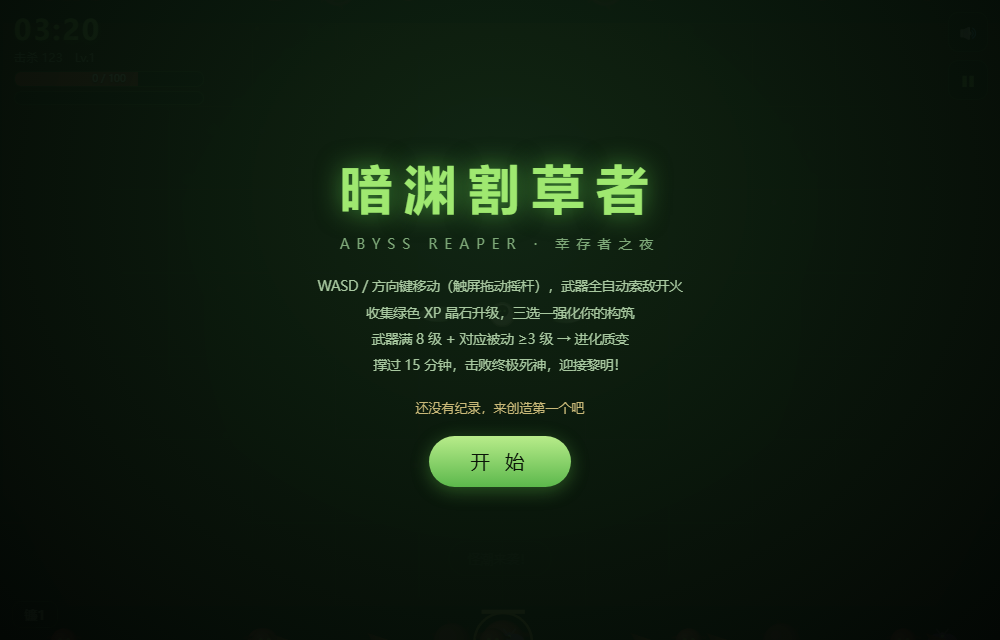 03:20
暗渊割草者
ABYSS REAPER · 幸存者之夜
WASD / 方向键移动（触屏拖动摇杆），武器全自动索敌开火
收集绿色 XP 晶石升级，三选一强化你的构筑
武器满 8 级 + 对应被动 ≥3 级 → 进化质变
撑过 15 分钟，击败终极死神，迎接黎明！
还没有纪录，来创造第一个吧
开 始